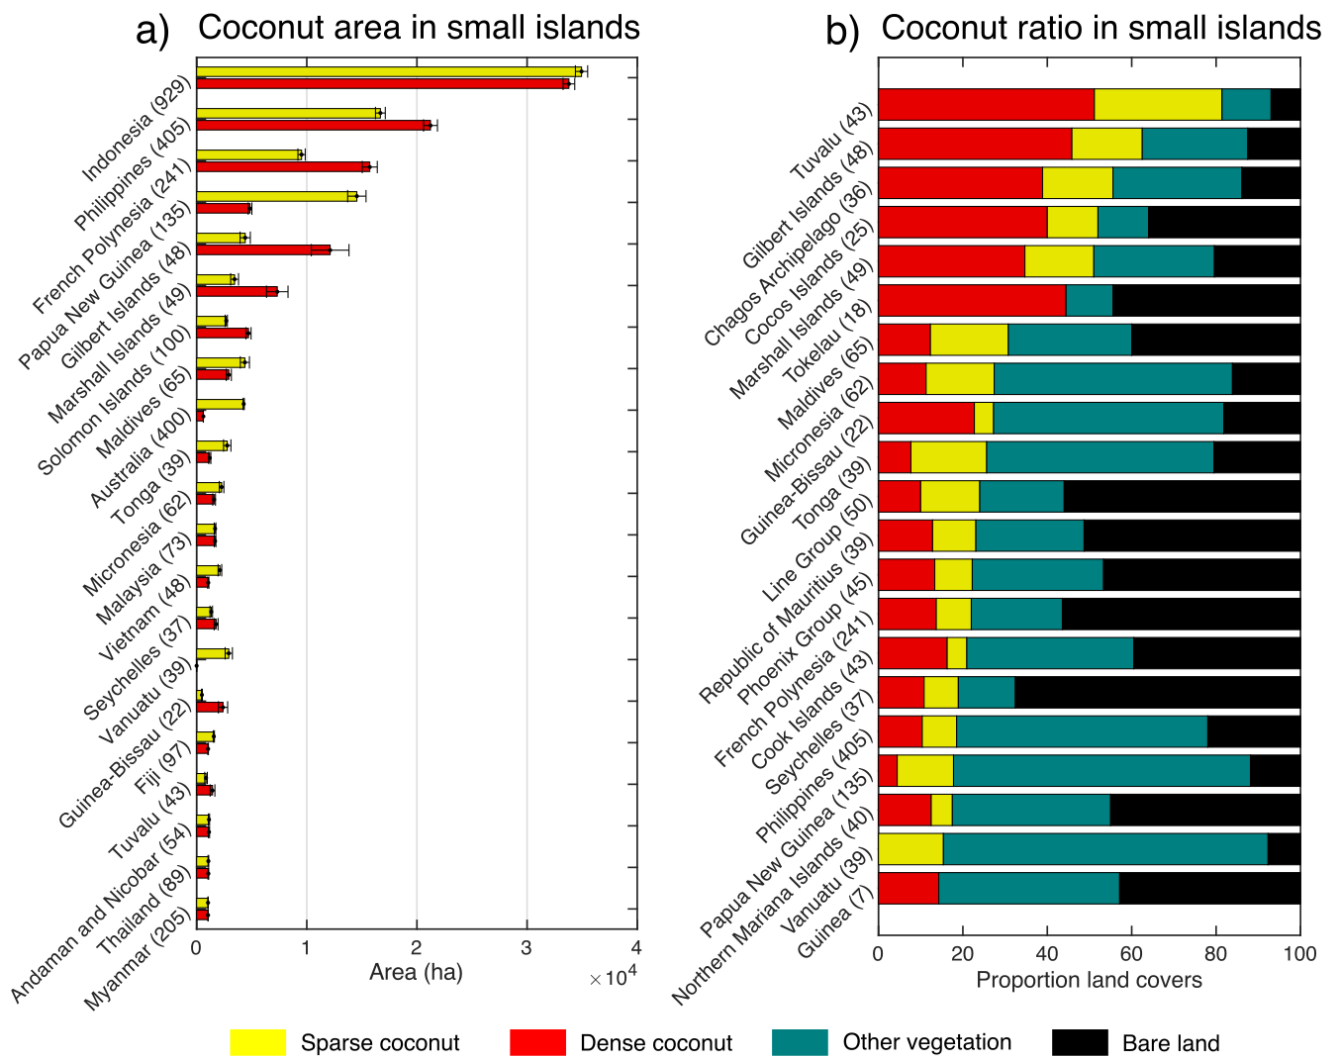 a) Coconut area in small islands
Indonesia (929)
Philippines (405)
French Polynesia (241)
Papua New Guinea (135)
Gilbert Islands (48)
Marshall Islands (49)
Solomon Islands (100)
Maldives (65)
Australia (400)
Tonga (39)
Micronesia (62)
Malaysia (73)
Vietnam (48)
Seychelles (37)
Vanuatu (39)
Guinea-Bissau (22)
Fiji (97)
Tuvalu (43)
Andaman and Nicobar (54)
Thailand (89)
Myanmar (205)
0 1 2 3 4
Area (ha)
×10⁴
b) Coconut ratio in small islands
Tuvalu (43)
Gilbert Islands (48)
Chagos Archipelago (36)
Cocos Islands (25)
Marshall Islands (49)
Tokelau (18)
Maldives (65)
Micronesia (62)
Guinea-Bissau (22)
Tonga (39)
Line Group (50)
Republic of Mauritius (39)
Phoenix Group (45)
French Polynesia (241)
Cook Islands (43)
Seychelles (37)
Philippines (405)
Papua New Guinea (135)
Northern Mariana Islands (40)
Vanuatu (39)
Guinea (7)
0 20 40 60 80 100
Proportion land covers
Sparse coconut Dense coconut Other vegetation Bare land